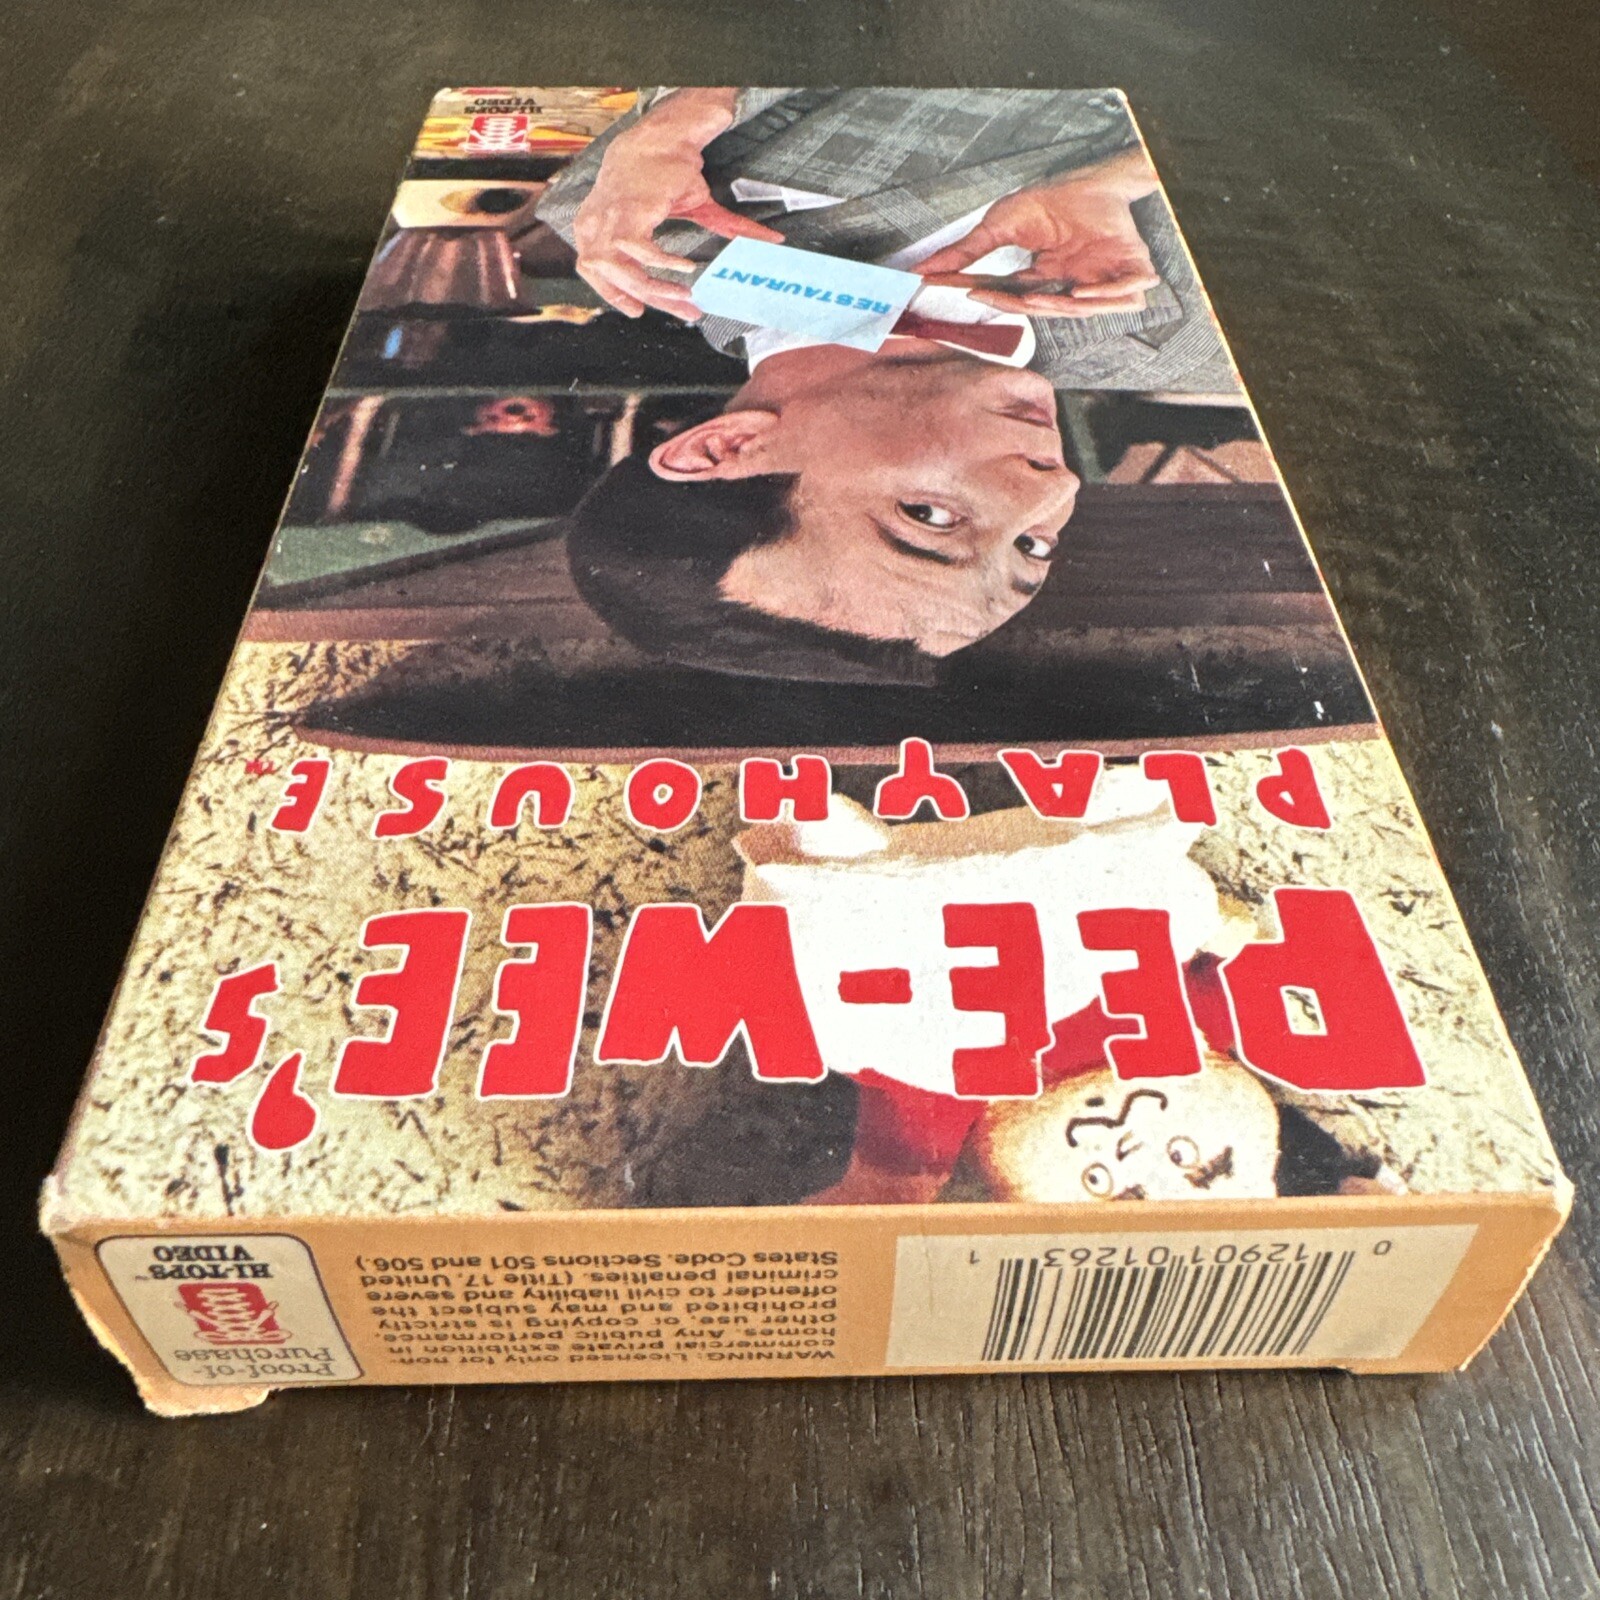 PEE-WEE's
PLAYHOUSE™
RESTAURANT
HI-TOPS
VIDEO
0 12901 01263 1
WARNING: Licensed only for non-
commercial private exhibition in
homes. Any public performance,
other use, or copying is strictly
prohibited and may subject the
offender to civil liability and severe
criminal penalties. (Title 17, United
States Code, Sections 501 and 506.)
Proof-of-
Purchase
HI-TOPS™
VIDEO